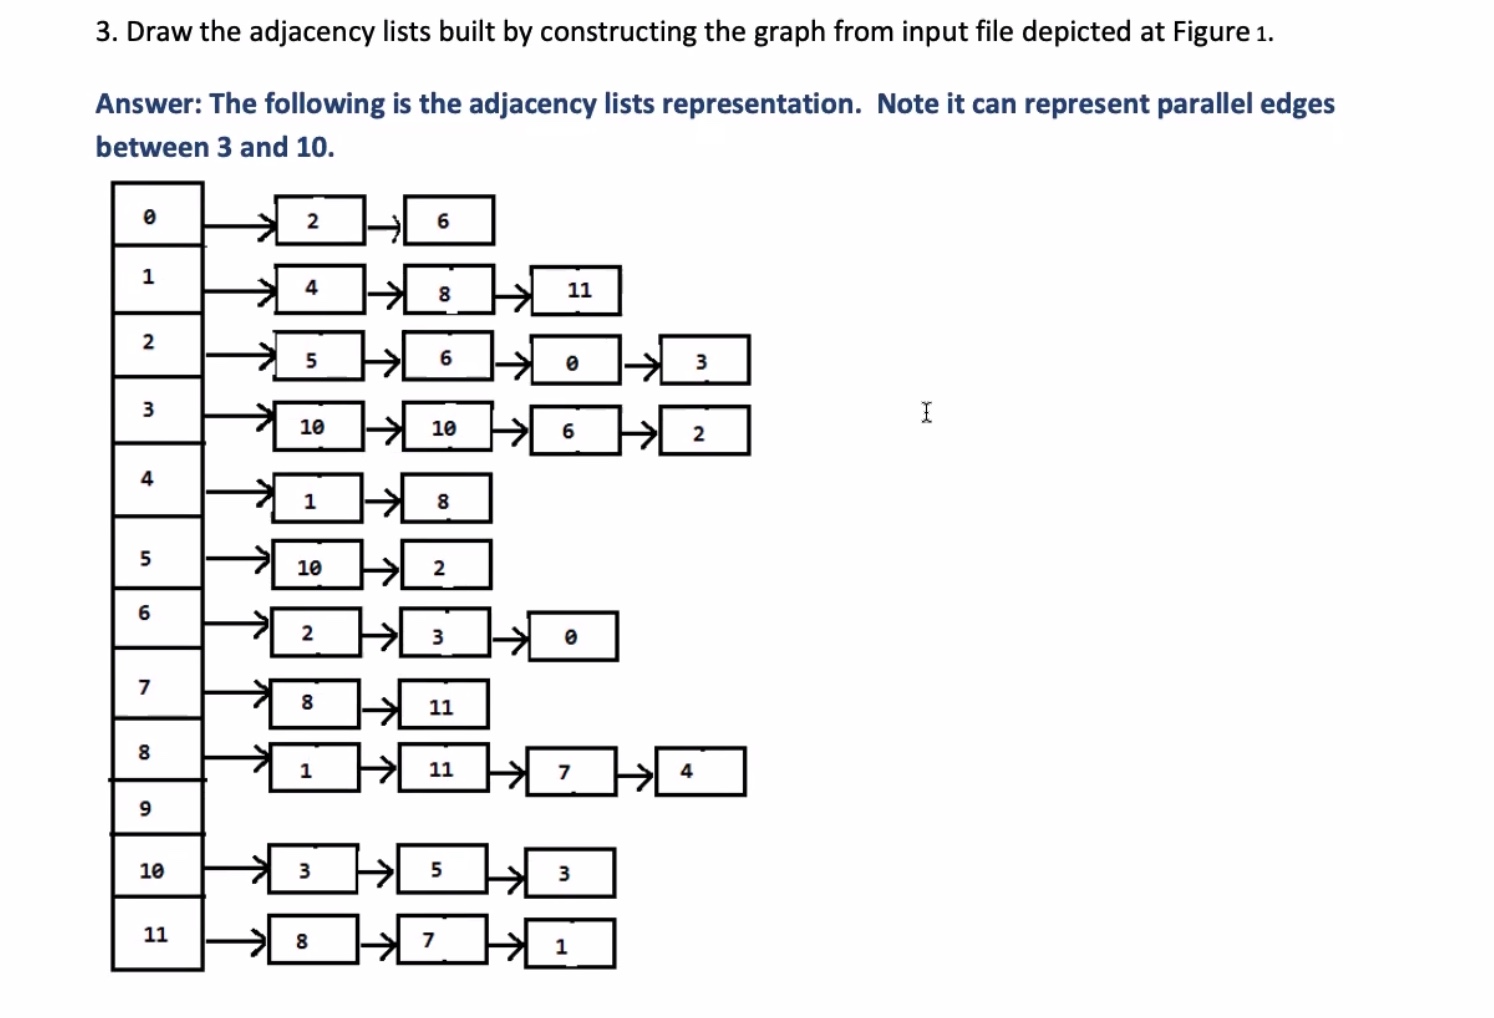 3. Draw the adjacency lists built by constructing the graph from input file depicted at Figure 1.
Answer: The following is the adjacency lists representation.  Note it can represent parallel edges
between 3 and 10.
0 2 6
1 4 8 11
2 5 6 0 3
3 10 10 6 2
4 1 8
5 10 2
6 2 3 0
7 8 11
8 1 11 7 4
9
10 3 5 3
11 8 7 1